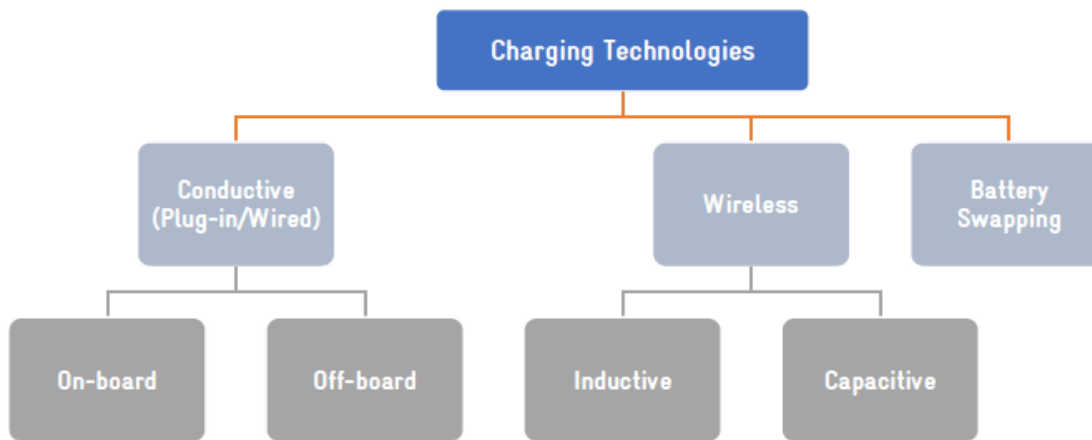 Charging Technologies
Conductive
(Plug-in/Wired)
Wireless
Battery
Swapping
On-board
Off-board
Inductive
Capacitive